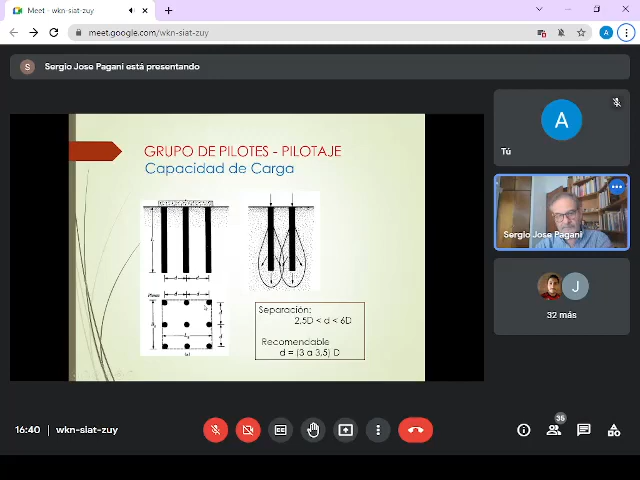 Meet - wkn-siat-zuy
meet.google.com/wkn-siat-zuy
A
S
Sergio Jose Pagani está presentando
A
Tú
GRUPO DE PILOTES - PILOTAJE
Capacidad de Carga
Separación:
2.5D < d < 6D
Recomendable
d = (3 a 3.5) D
Sergio Jose Pagani
J
32 más
16:40 | wkn-siat-zuy
35